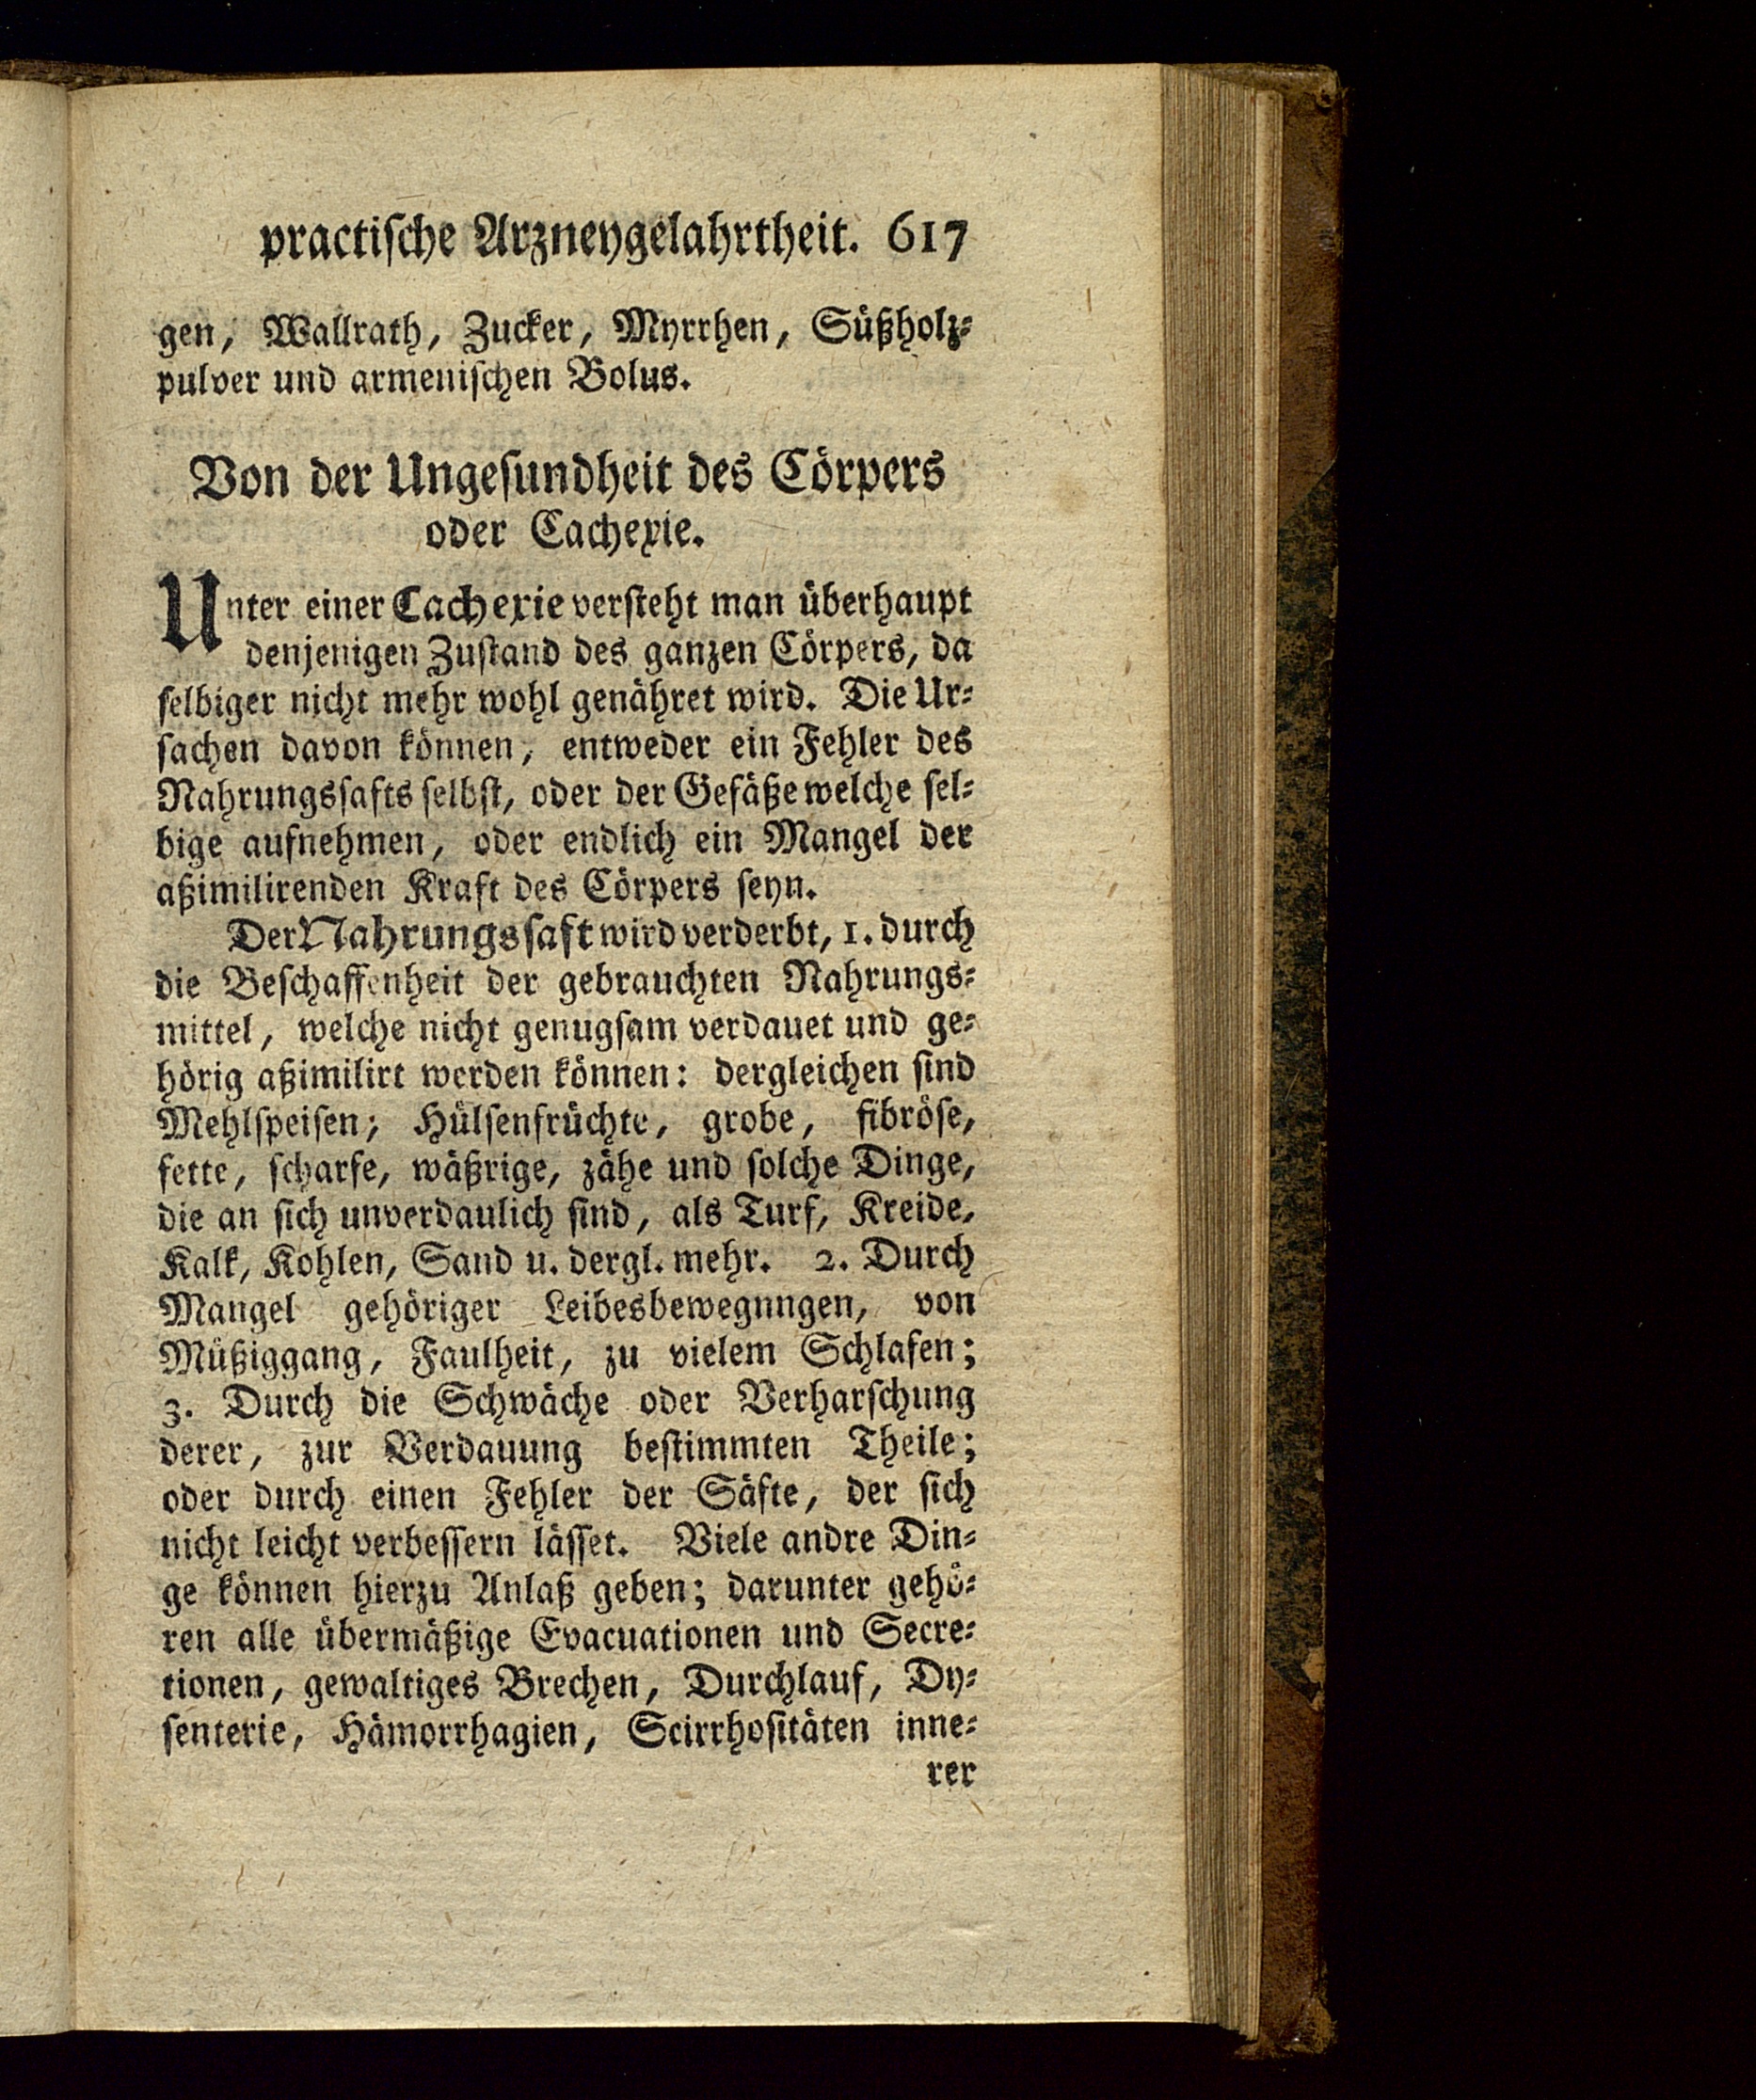 practische Arzneygelahrtheit. 617
gen, Wallrath, Zucker, Myrrhen, Süßholz-
pulver und armenischen Bolus.
Von der Ungesundheit des Cörpers
oder Cachexie.
Unter einer Cachexie versteht man überhaupt
denjenigen Zustand des ganzen Cörpers, da
selbiger nicht mehr wohl genähret wird. Die Ur-
sachen davon können, entweder ein Fehler des
Nahrungssafts selbst, oder der Gefäße welche sel-
bige aufnehmen, oder endlich ein Mangel der
aßimilirenden Kraft des Cörpers seyn.
Der Nahrungssaft wird verderbt, 1. durch
die Beschaffenheit der gebrauchten Nahrungs-
mittel, welche nicht genugsam verdauet und ge-
hörig aßimilirt werden können: dergleichen sind
Mehlspeisen; Hülsenfrüchte, grobe, fibröse,
fette, scharfe, wäßrige, zähe und solche Dinge,
die an sich unverdaulich sind, als Turf, Kreide,
Kalk, Kohlen, Sand u. dergl. mehr. 2. Durch
Mangel gehöriger Leibesbewegnngen, von
Müßiggang, Faulheit, zu vielem Schlafen;
3. Durch die Schwäche oder Verharschung
derer, zur Verdauung bestimmten Theile;
oder durch einen Fehler der Säfte, der sich
nicht leicht verbessern lässet. Viele andre Din-
ge können hierzu Anlaß geben; darunter gehö-
ren alle übermäßige Evacuationen und Secre-
tionen, gewaltiges Brechen, Durchlauf, Dy-
senterie, Hämorrhagien, Scirrhositäten inne-
rer